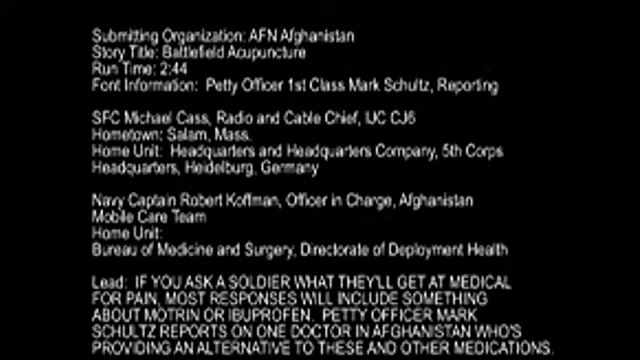 Submitting Organization: AFN Afghanistan
Story Title: Battlefield Acupuncture
Run Time: 2:44
Font Information: Petty Officer 1st Class Mark Schultz, Reporting
SFC Michael Cass, Radio and Cable Chief, IJC CJ6
Hometown: Salam, Mass.
Home Unit: Headquarters and Headquarters Company, 5th Corps
Headquarters, Heidelburg, Germany
Navy Captain Robert Koffman, Officer in Charge, Afghanistan
Mobile Care Team
Home Unit:
Bureau of Medicine and Surgery, Directorate of Deployment Health
Lead: IF YOU ASK A SOLDIER WHAT THEY'LL GET AT MEDICAL
FOR PAIN, MOST RESPONSES WILL INCLUDE SOMETHING
ABOUT MOTRIN OR IBUPROFEN. PETTY OFFICER MARK
SCHULTZ REPORTS ON ONE DOCTOR IN AFGHANISTAN WHO'S
PROVIDING AN ALTERNATIVE TO THESE AND OTHER MEDICATIONS.